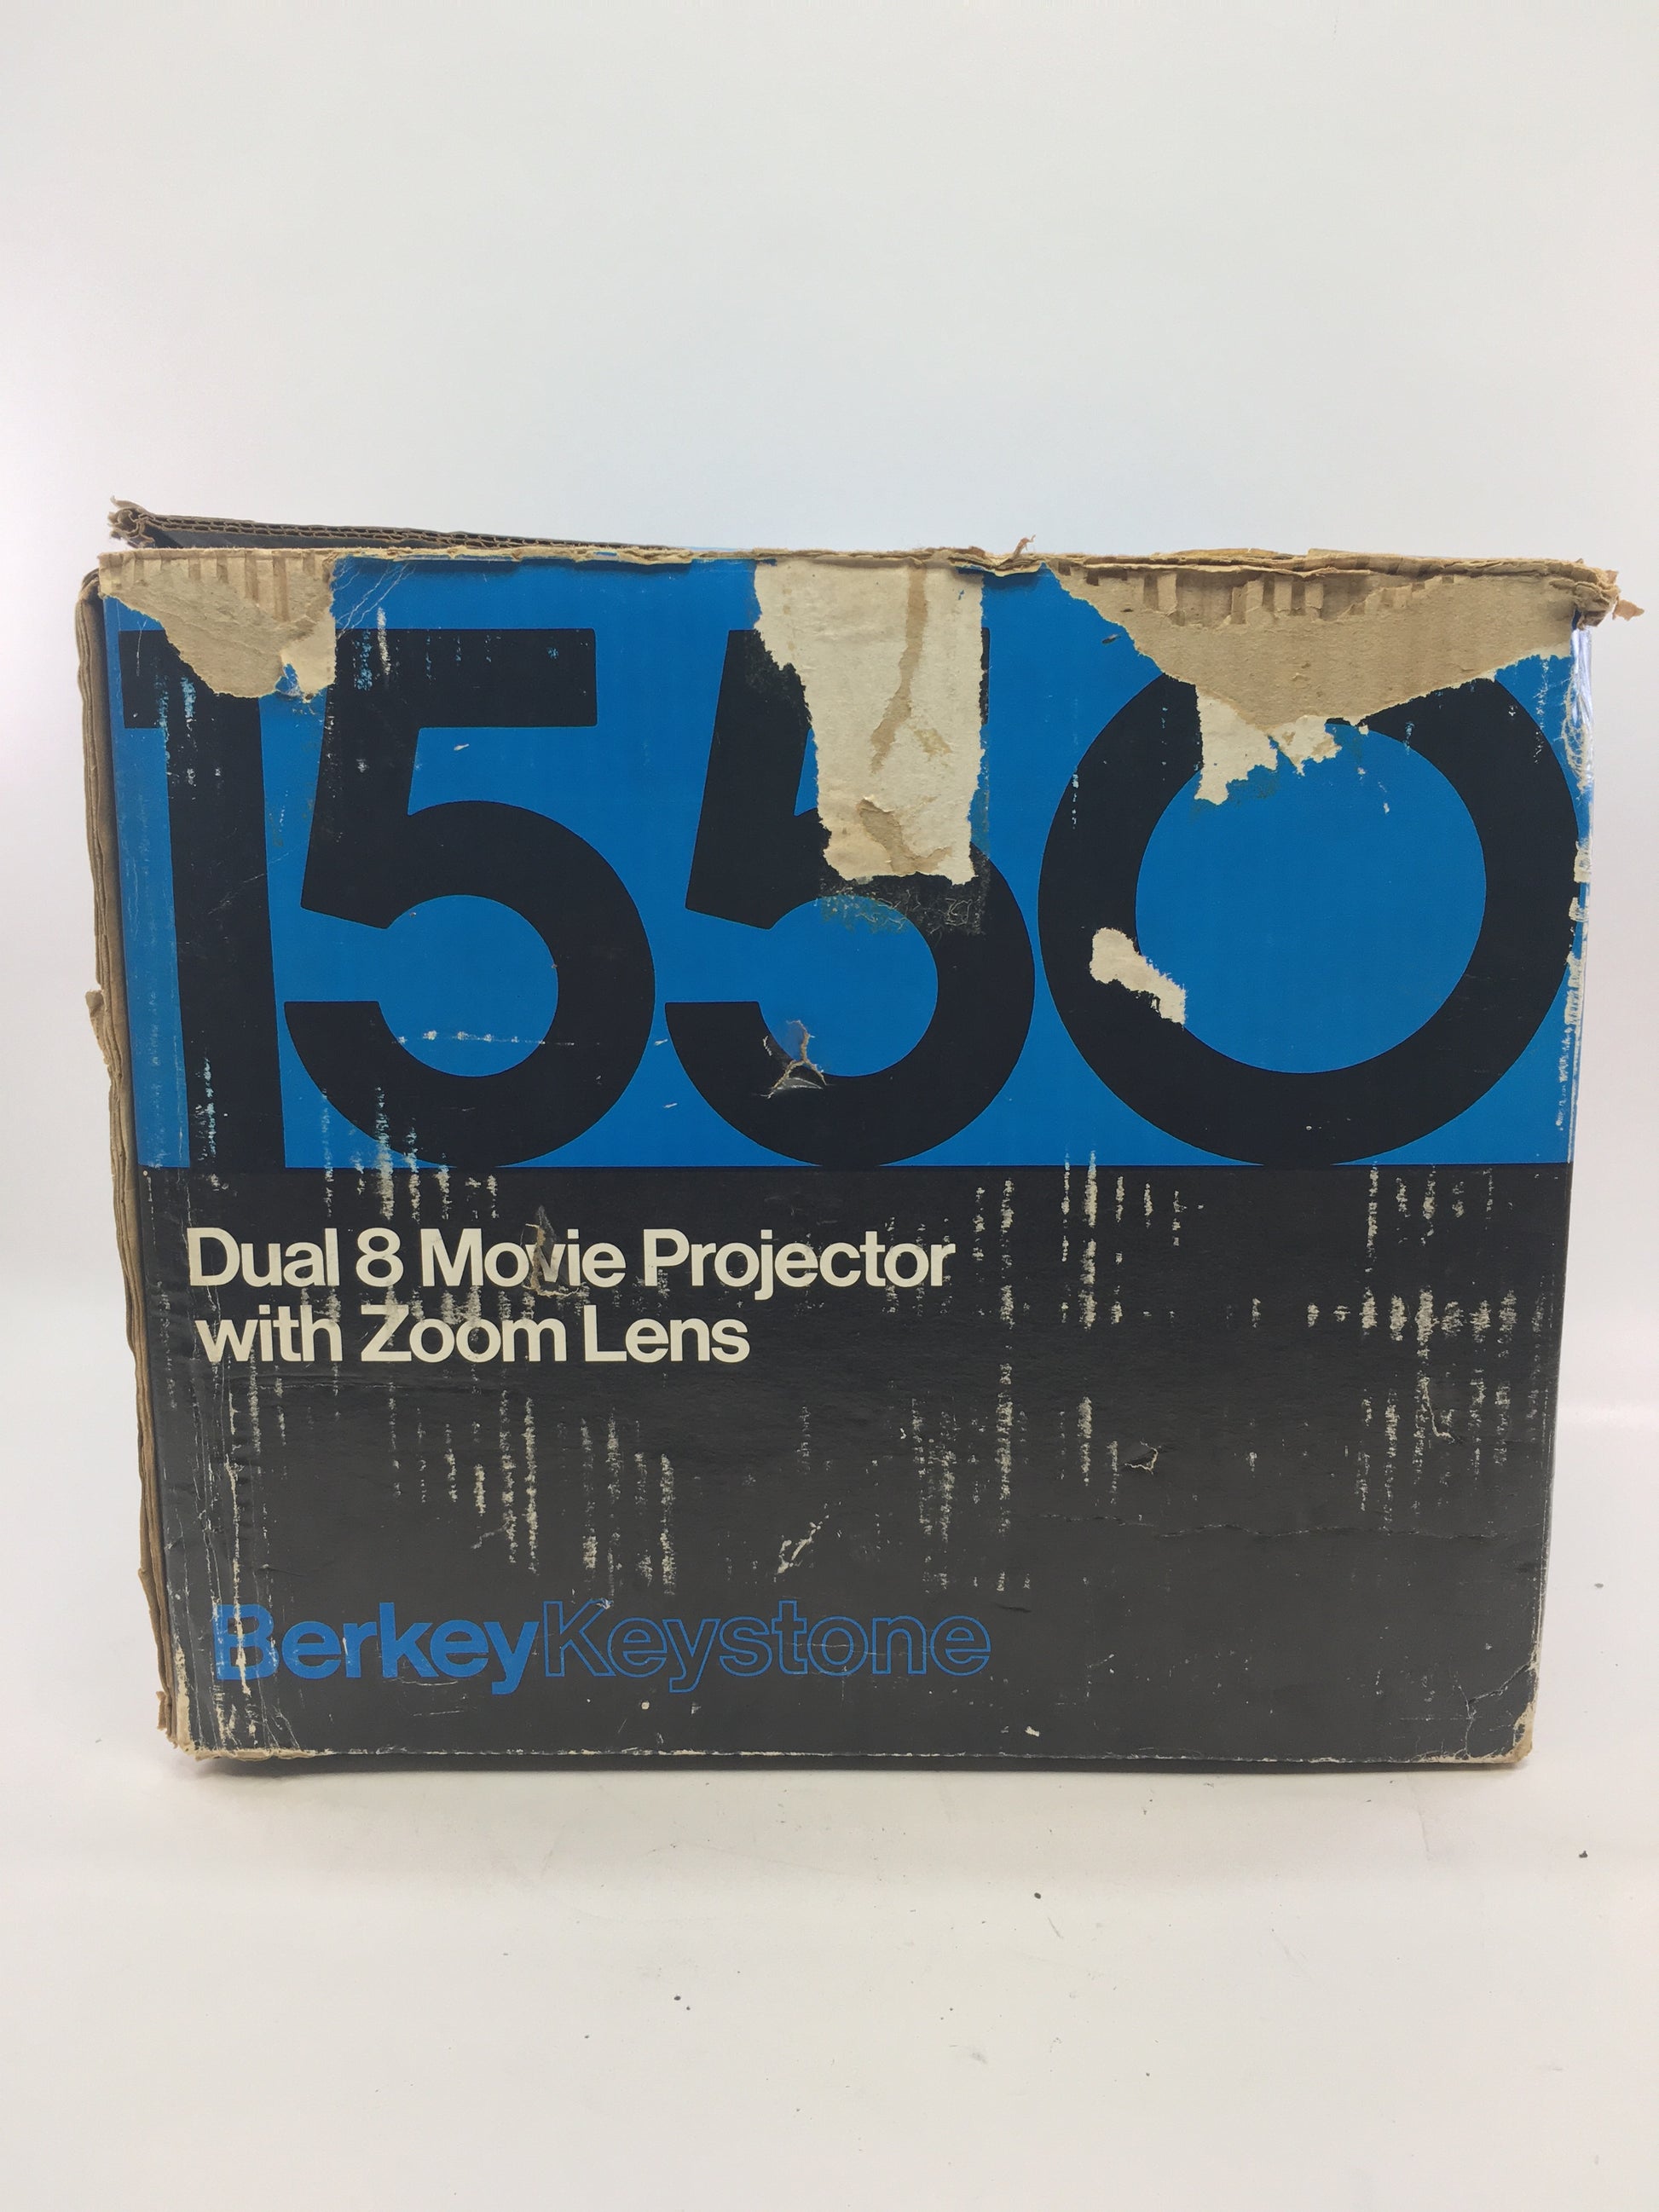 1550
Dual 8 Movie Projector
with Zoom Lens
BerkeyKeystone